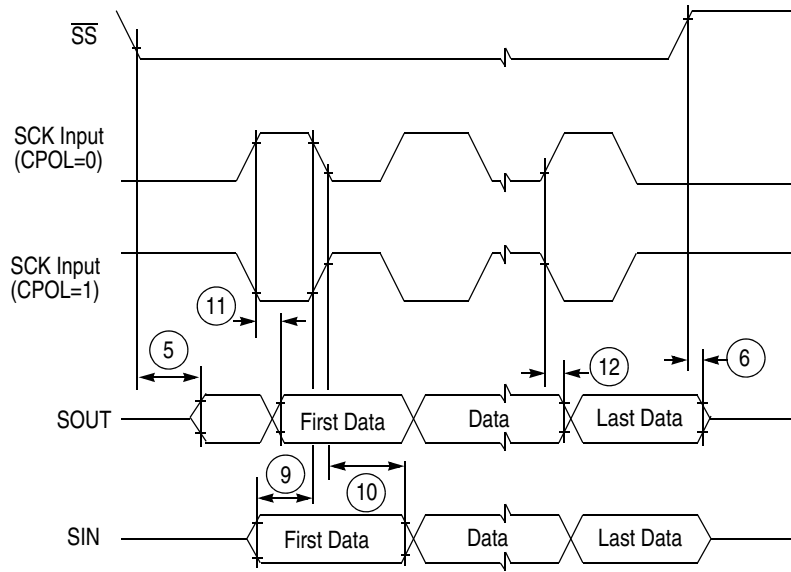 SS
SCK Input
(CPOL=0)
SCK Input
(CPOL=1)
11
5
12
6
SOUT
First Data
Data
Last Data
9
10
SIN
First Data
Data
Last Data